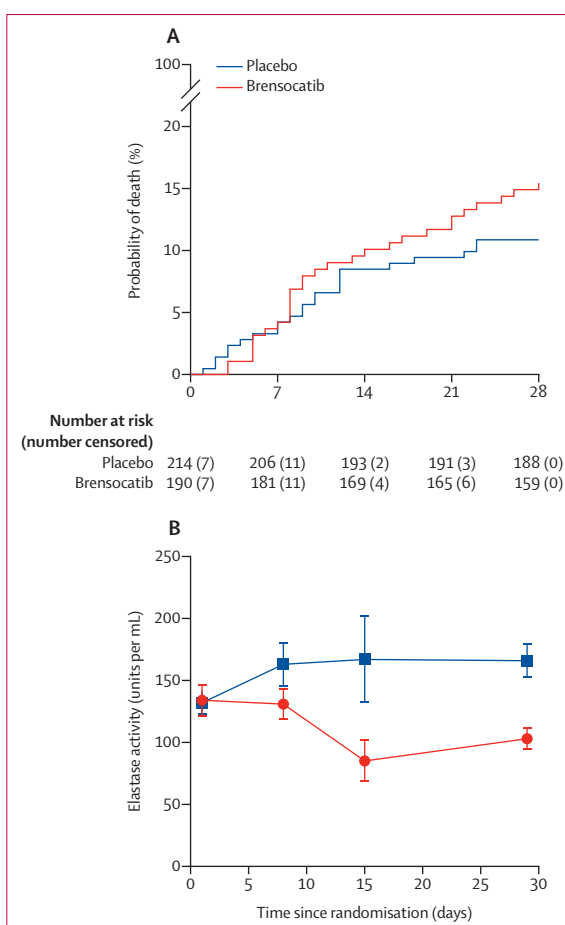 A
Placebo
Brensocatib
Probability of death (%)
100
20
15
10
5
0
0 7 14 21 28
Number at risk
(number censored)
Placebo 214 (7) 206 (11) 193 (2) 191 (3) 188 (0)
Brensocatib 190 (7) 181 (11) 169 (4) 165 (6) 159 (0)
B
Elastase activity (units per mL)
250
200
150
100
50
0
0 5 10 15 20 25 30
Time since randomisation (days)